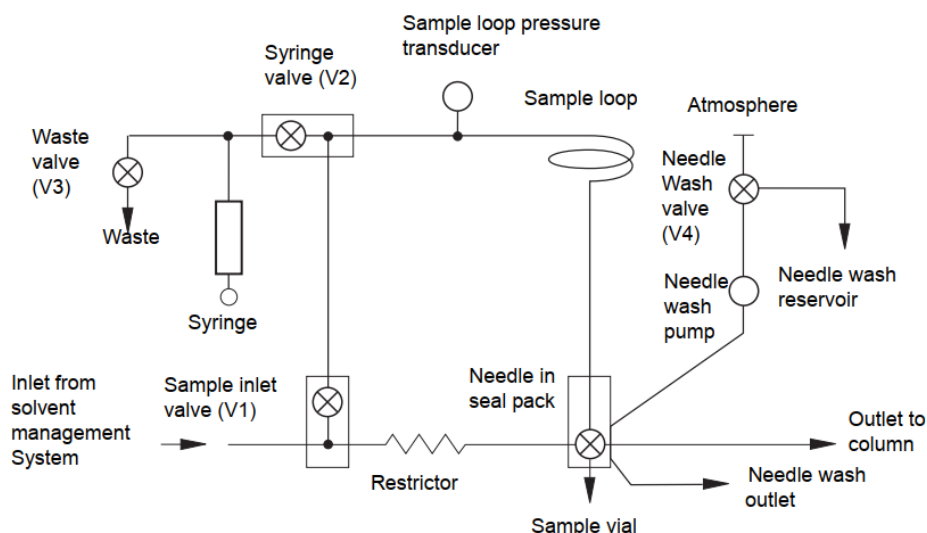 Sample loop pressure
transducer
Syringe
valve (V2)
Sample loop
Atmosphere
Waste
valve
(V3)
Needle
Wash
valve
(V4)
Waste
Needle wash
reservoir
Needle
wash
pump
Syringe
Inlet from
solvent
management
System
Sample inlet
valve (V1)
Needle in
seal pack
Outlet to
column
Restrictor
Needle wash
outlet
Sample vial